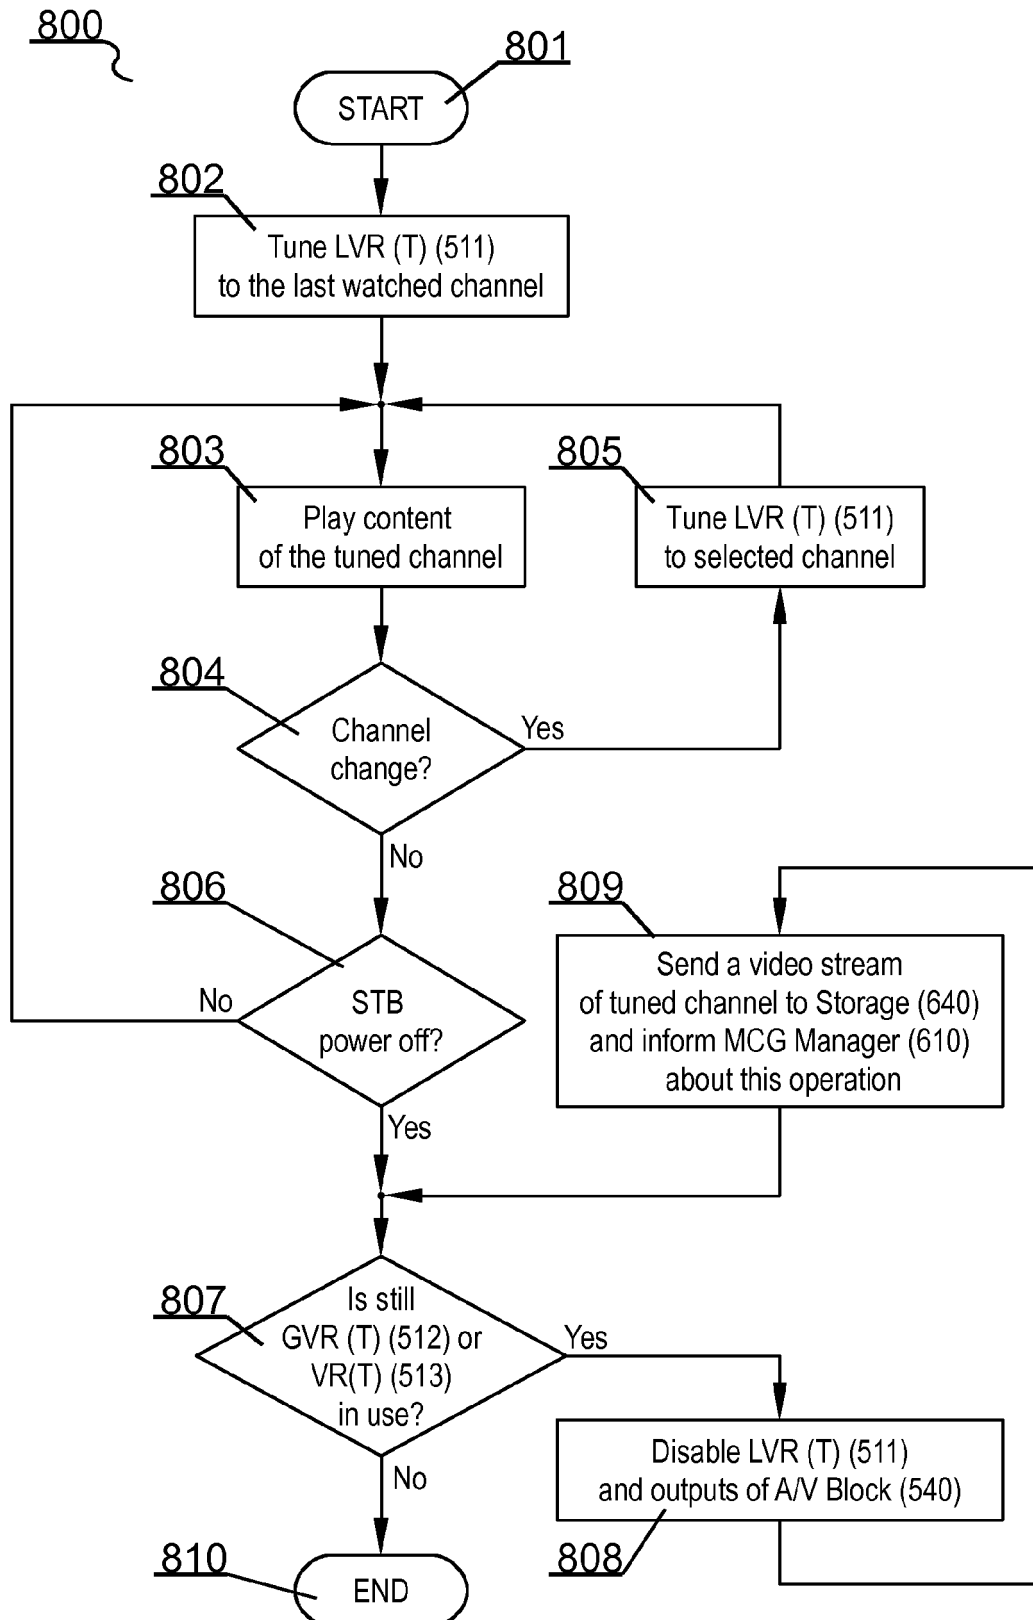 800
801
START
802
Tune LVR (T) (511)
to the last watched channel
803
Play content
of the tuned channel
805
Tune LVR (T) (511)
to selected channel
804
Channel
change?
Yes
No
806
STB
power off?
No
Yes
809
Send a video stream
of tuned channel to Storage (640)
and inform MCG Manager (610)
about this operation
807
Is still
GVR (T) (512) or
VR(T) (513)
in use?
Yes
No
Disable LVR (T) (511)
and outputs of A/V Block (540)
808
810
END